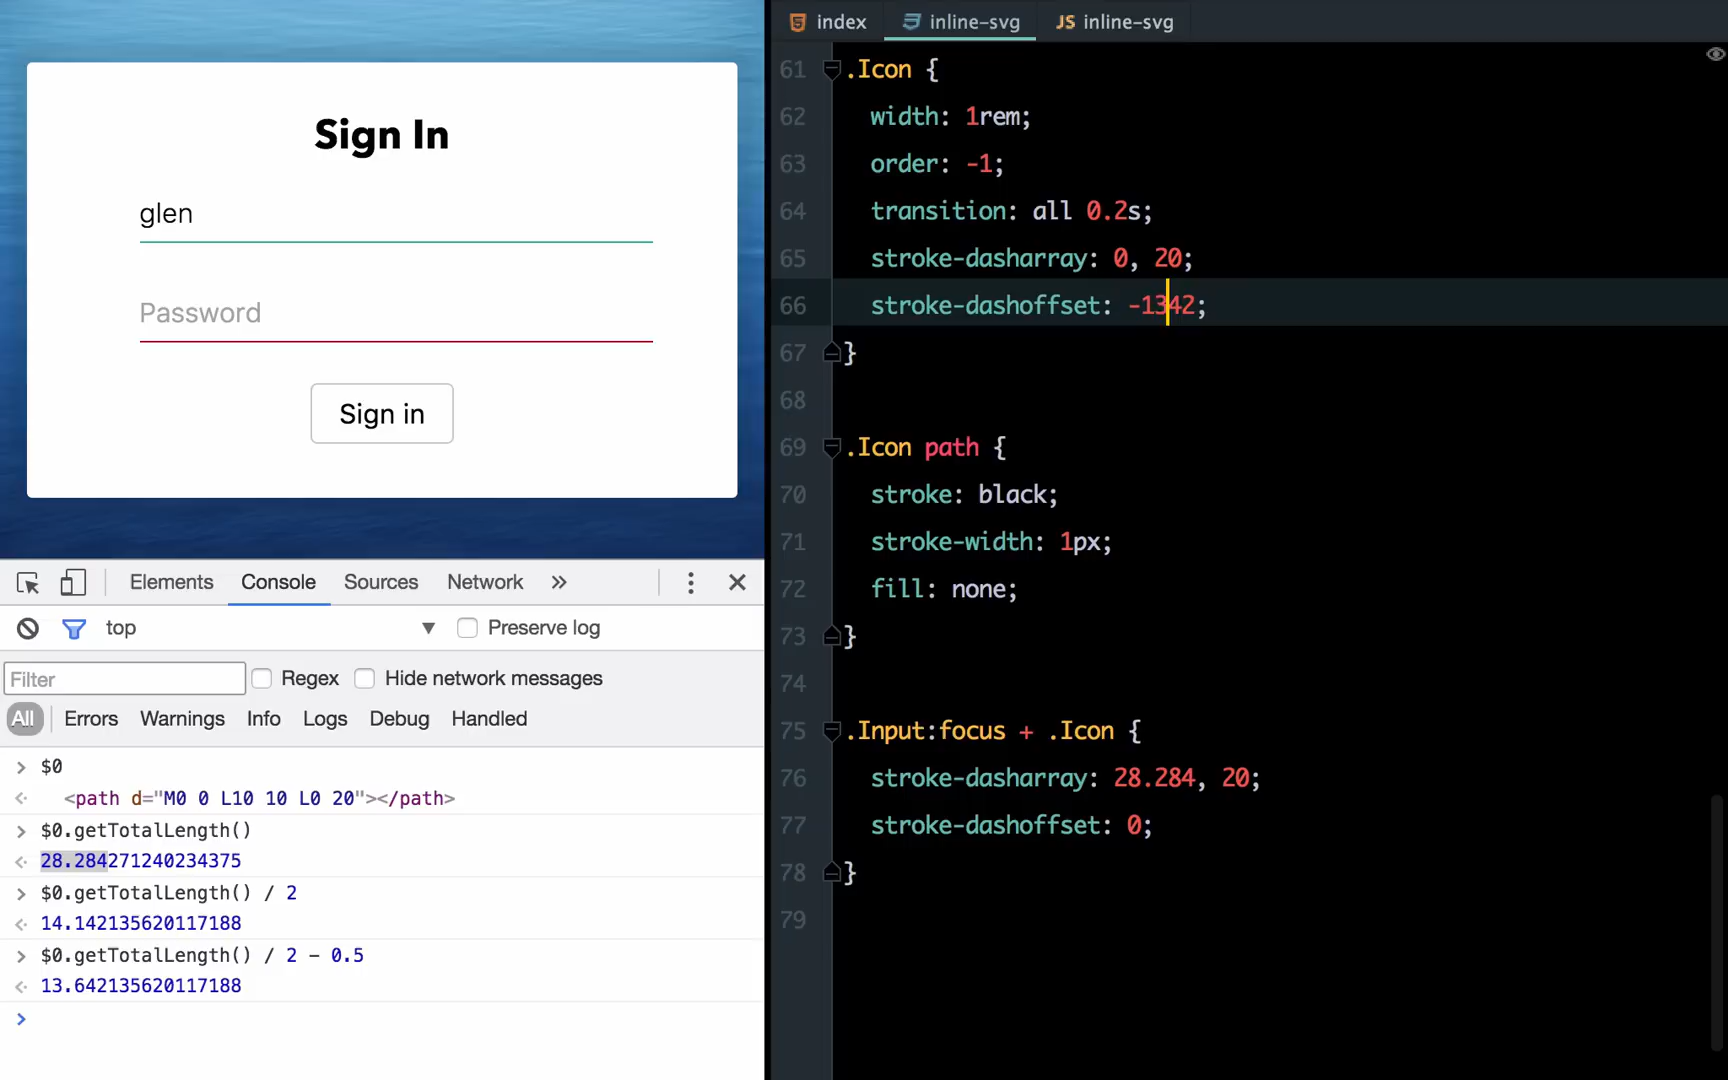 Sign In
glen
Password
Sign in
Elements Console Sources Network »
top ▼ Preserve log
Filter Regex Hide network messages
All Errors Warnings Info Logs Debug Handled
> $0
<path d="M0 0 L10 10 L0 20"></path>
> $0.getTotalLength()
28.284271240234375
> $0.getTotalLength() / 2
14.142135620117188
> $0.getTotalLength() / 2 - 0.5
13.642135620117188
>
index inline-svg JS inline-svg
61 .Icon {
62 width: 1rem;
63 order: -1;
64 transition: all 0.2s;
65 stroke-dasharray: 0, 20;
66 stroke-dashoffset: -1342;
67 }
68
69 .Icon path {
70 stroke: black;
71 stroke-width: 1px;
72 fill: none;
73 }
74
75 .Input:focus + .Icon {
76 stroke-dasharray: 28.284, 20;
77 stroke-dashoffset: 0;
78 }
79